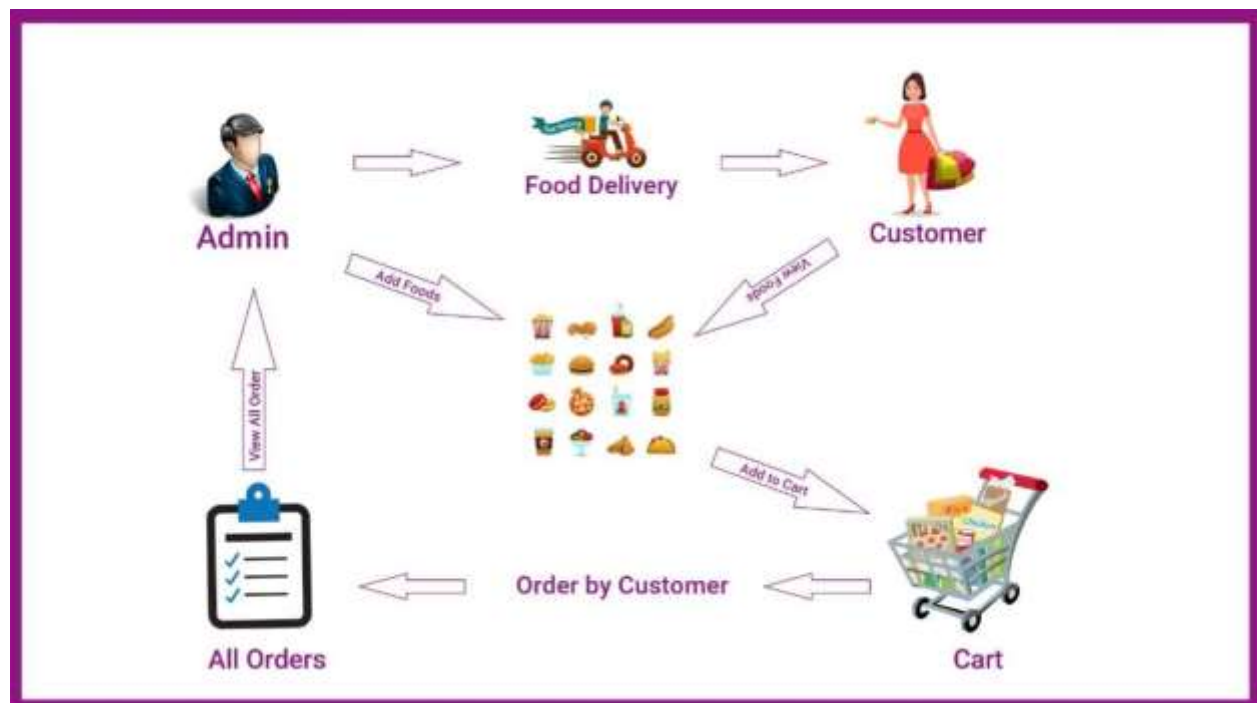 Food Delivery
Admin
Customer
Add Foods
View Foods
View All Order
Add to Cart
Order by Customer
All Orders
Cart